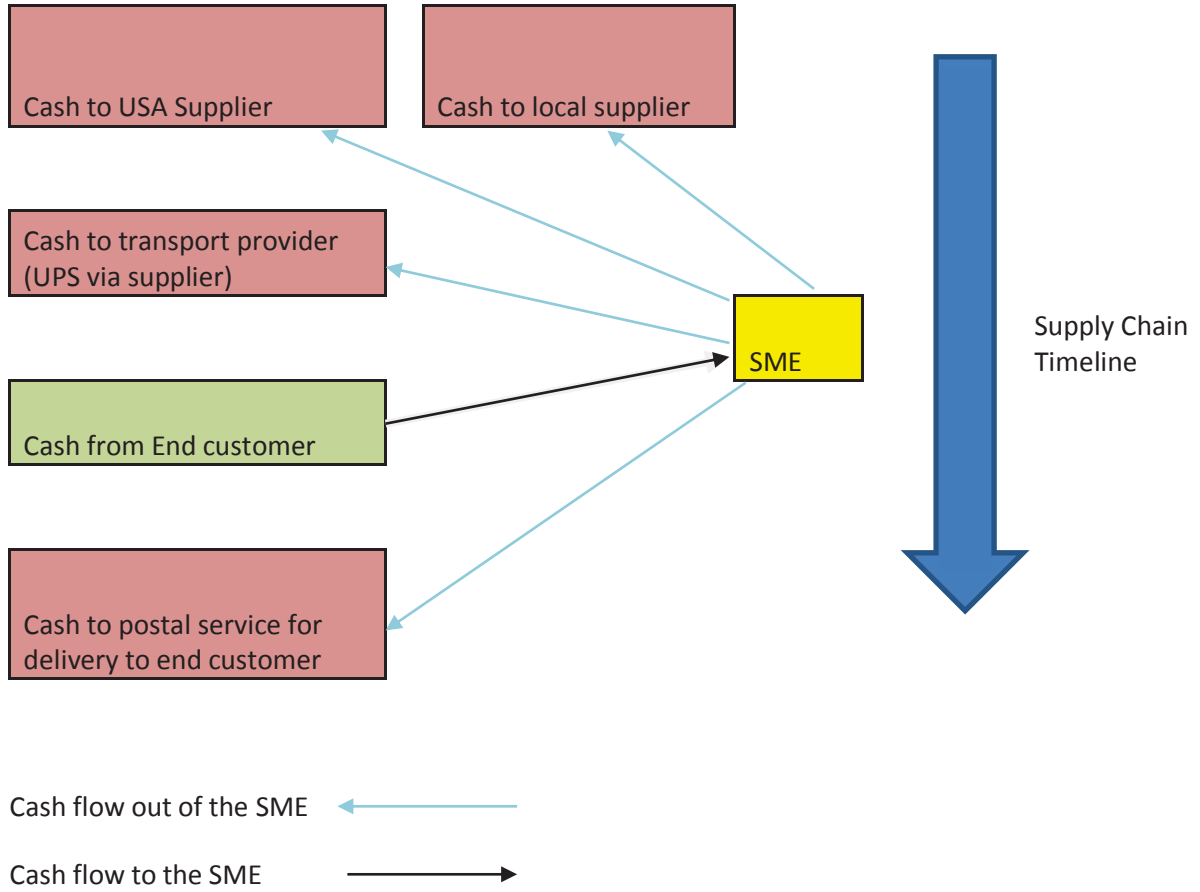 Cash to USA Supplier
Cash to local supplier
Cash to transport provider
(UPS via supplier)
SME
Supply Chain
Timeline
Cash from End customer
Cash to postal service for
delivery to end customer
Cash flow out of the SME
Cash flow to the SME